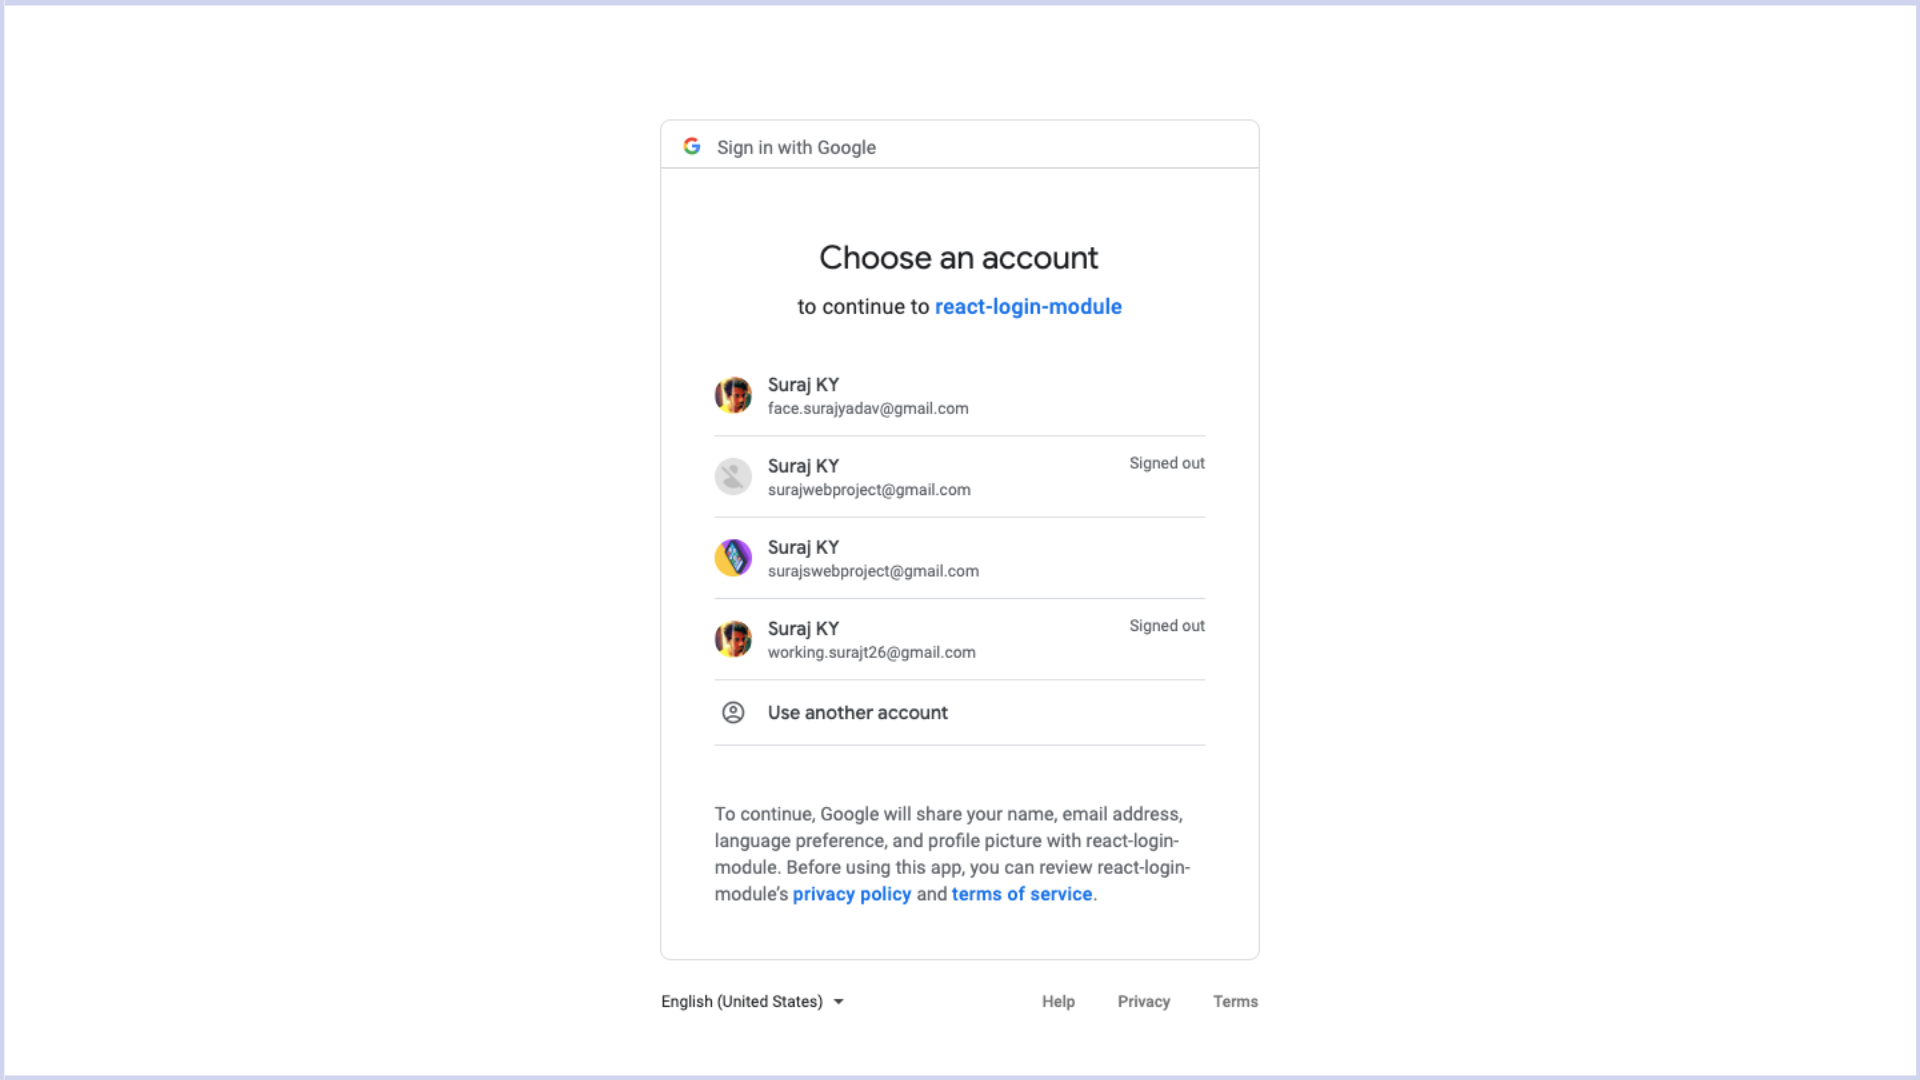 Sign in with Google
Choose an account
to continue to react-login-module
Suraj KY
face.surajyadav@gmail.com
Suraj KY
Signed out
surajwebproject@gmail.com
Suraj KY
surajswebproject@gmail.com
Suraj KY
Signed out
working.surajt26@gmail.com
Use another account
To continue, Google will share your name, email address,
language preference, and profile picture with react-login-
module. Before using this app, you can review react-login-
module’s privacy policy and terms of service.
English (United States)
Help
Privacy
Terms